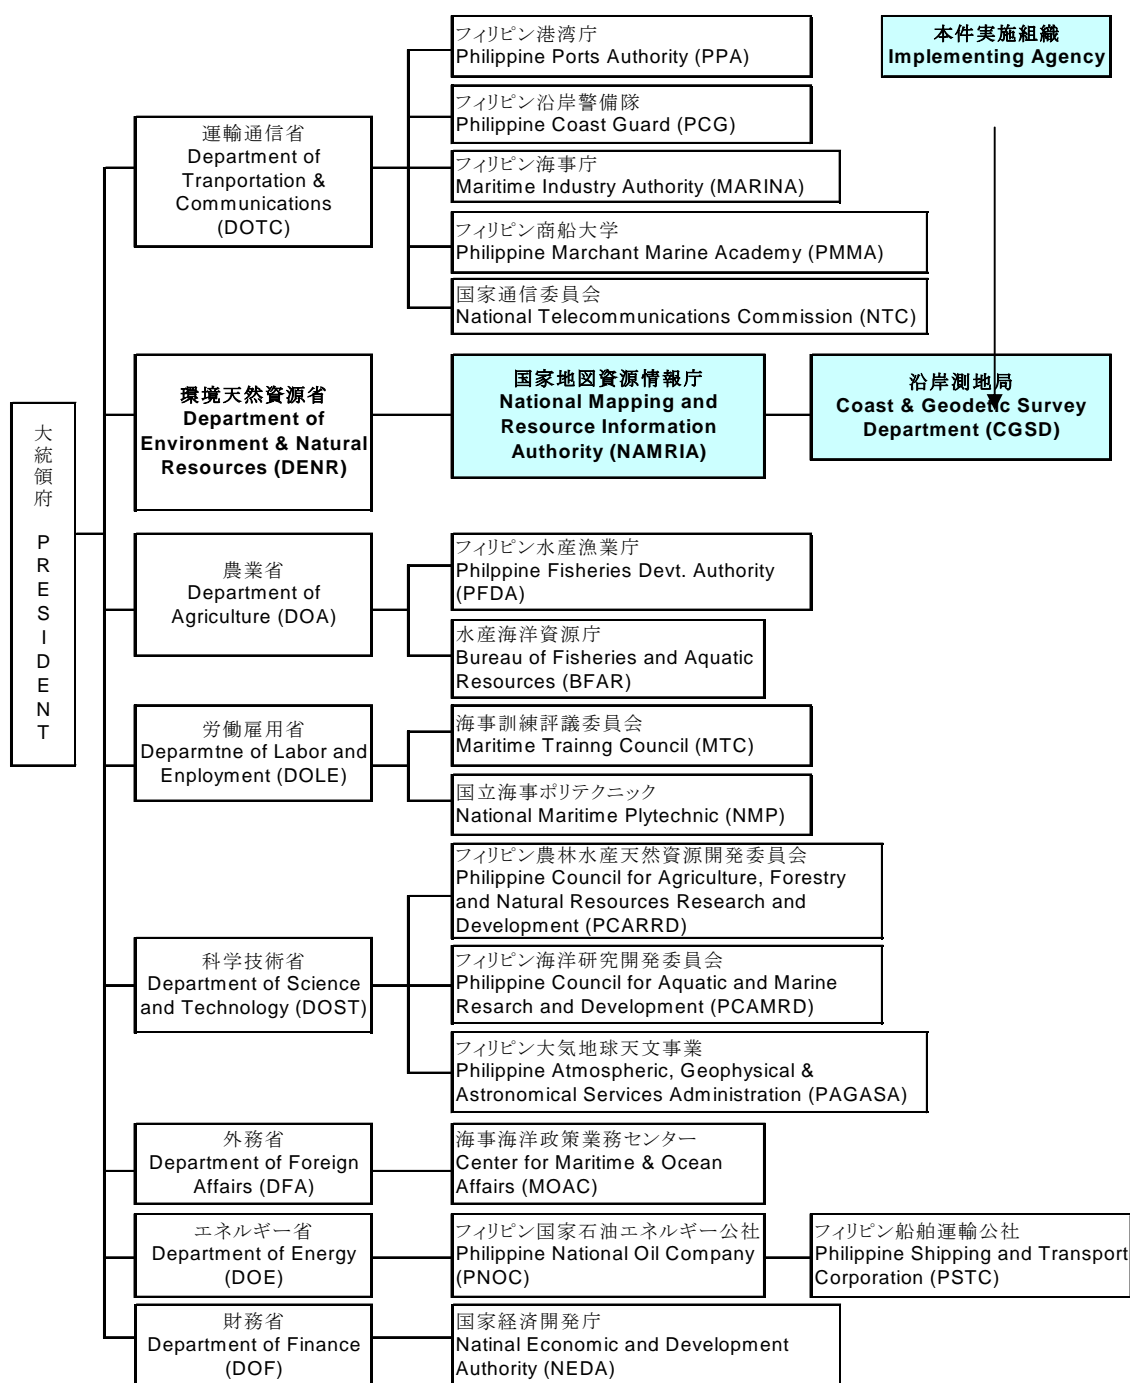 フィリピン港湾庁
Philippine Ports Authority (PPA)
本件実施組織
Implementing Agency
フィリピン沿岸警備隊
Philippine Coast Guard (PCG)
運輸通信省
Department of
Tranportation &
Communications
(DOTC)
フィリピン海事庁
Maritime Industry Authority (MARINA)
フィリピン商船大学
Philippine Marchant Marine Academy (PMMA)
国家通信委員会
National Telecommunications Commission (NTC)
大統領府 PRESIDENT
環境天然資源省
Department of
Environment & Natural
Resources (DENR)
国家地図資源情報庁
National Mapping and
Resource Information
Authority (NAMRIA)
沿岸測地局
Coast & Geodetic Survey
Department (CGSD)
農業省
Department of
Agriculture (DOA)
フィリピン水産漁業庁
Philppine Fisheries Devt. Authority
(PFDA)
水産海洋資源庁
Bureau of Fisheries and Aquatic
Resources (BFAR)
労働雇用省
Deparmtne of Labor and
Enployment (DOLE)
海事訓練評議委員会
Maritime Trainng Council (MTC)
国立海事ポリテクニック
National Maritime Plytechnic (NMP)
科学技術省
Department of Science
and Technology (DOST)
フィリピン農林水産天然資源開発委員会
Philippine Council for Agriculture, Forestry
and Natural Resources Research and
Development (PCARRD)
フィリピン海洋研究開発委員会
Philippine Council for Aquatic and Marine
Resarch and Development (PCAMRD)
フィリピン大気地球天文事業
Philippine Atmospheric, Geophysical &
Astronomical Services Administration (PAGASA)
外務省
Department of Foreign
Affairs (DFA)
海事海洋政策業務センター
Center for Maritime & Ocean
Affairs (MOAC)
エネルギー省
Department of Energy
(DOE)
フィリピン国家石油エネルギー公社
Philippine National Oil Company
(PNOC)
フィリピン船舶運輸公社
Philippine Shipping and Transport
Corporation (PSTC)
財務省
Department of Finance
(DOF)
国家経済開発庁
Natinal Economic and Development
Authority (NEDA)